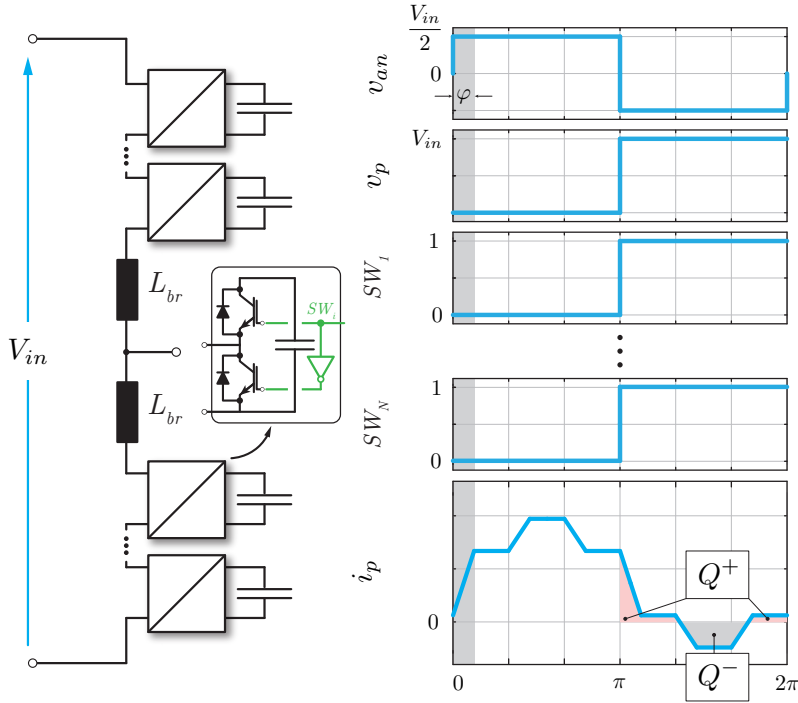 V_in
L_br
L_br
SW_i
V_in
2
0
v_an
φ
V_in
v_p
1
SW_1
0
1
SW_N
0
i_p
0
Q^+
Q^-
0
π
2π